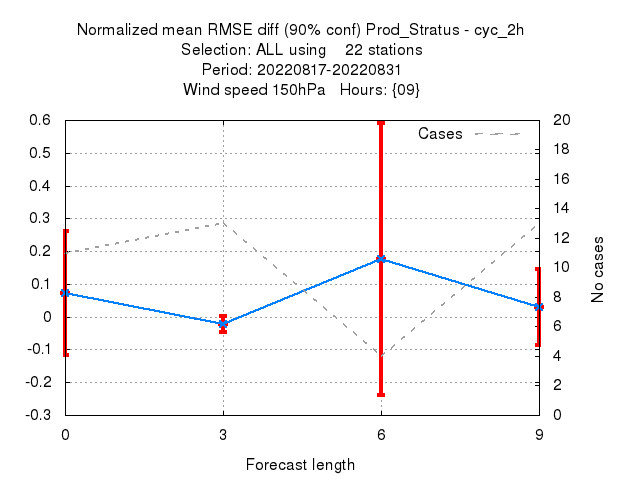 Normalized mean RMSE diff (90% conf) Prod_Stratus - cyc_2h
Selection: ALL using    22 stations
Period: 20220817-20220831
Wind speed 150hPa   Hours: {09}
0.6
0.5
0.4
0.3
0.2
0.1
0
-0.1
-0.2
-0.3
Cases
20
18
16
14
12
10
8
6
4
2
0
No cases
0 3 6 9
Forecast length